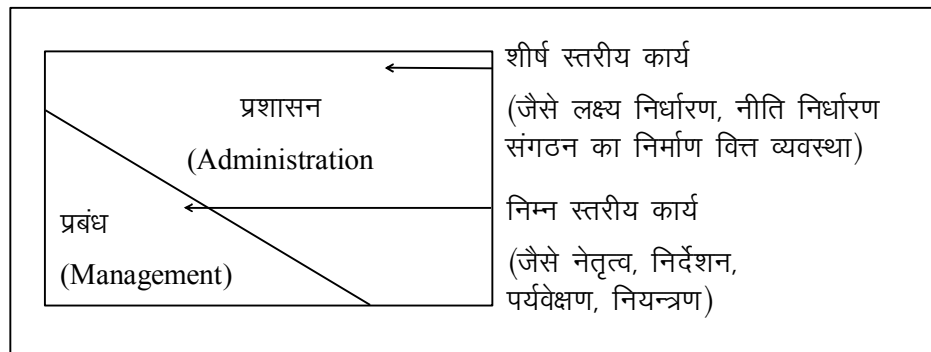 प्रशासन
(Administration
प्रबंध
(Management)
शीर्ष स्तरीय कार्य
(जैसे लक्ष्य निर्धारण, नीति निर्धारण
संगठन का निर्माण वित्त व्यवस्था)
निम्न स्तरीय कार्य
(जैसे नेतृत्व, निर्देशन,
पर्यवेक्षण, नियन्त्रण)